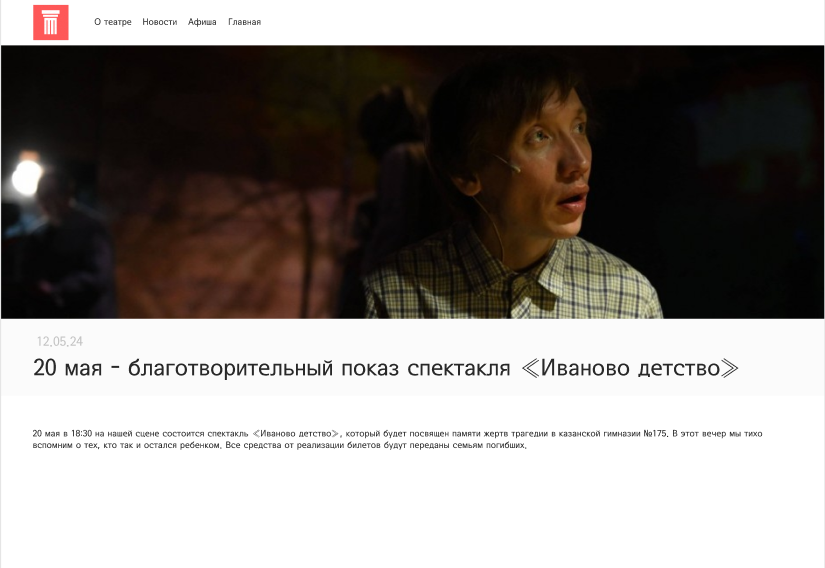 О театре Новости Афиша Главная
12.05.24
20 мая - благотворительный показ спектакля ≪Иваново детство≫
20 мая в 18:30 на нашей сцене состоится спектакль ≪Иваново детство≫, который будет посвящен памяти жертв трагедии в казанской гимназии №175. В этот вечер мы тихо
вспомним о тех, кто так и остался ребенком. Все средства от реализации билетов будут переданы семьям погибших.